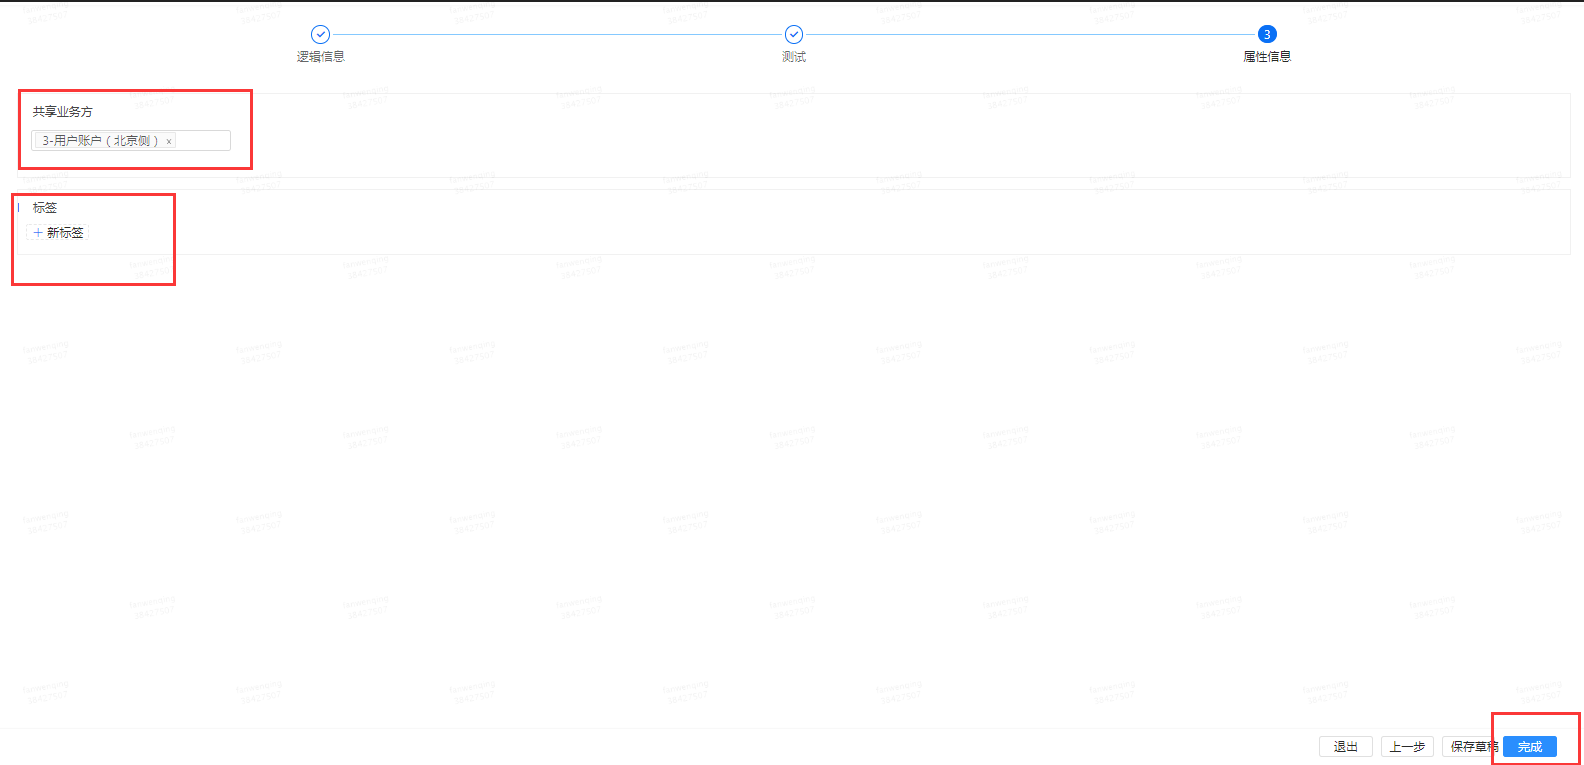 3
逻辑信息
测试
属性信息
共享业务方
3-用户账户（北京侧） ×
标签
+ 新标签
退出
上一步
保存草稿
完成